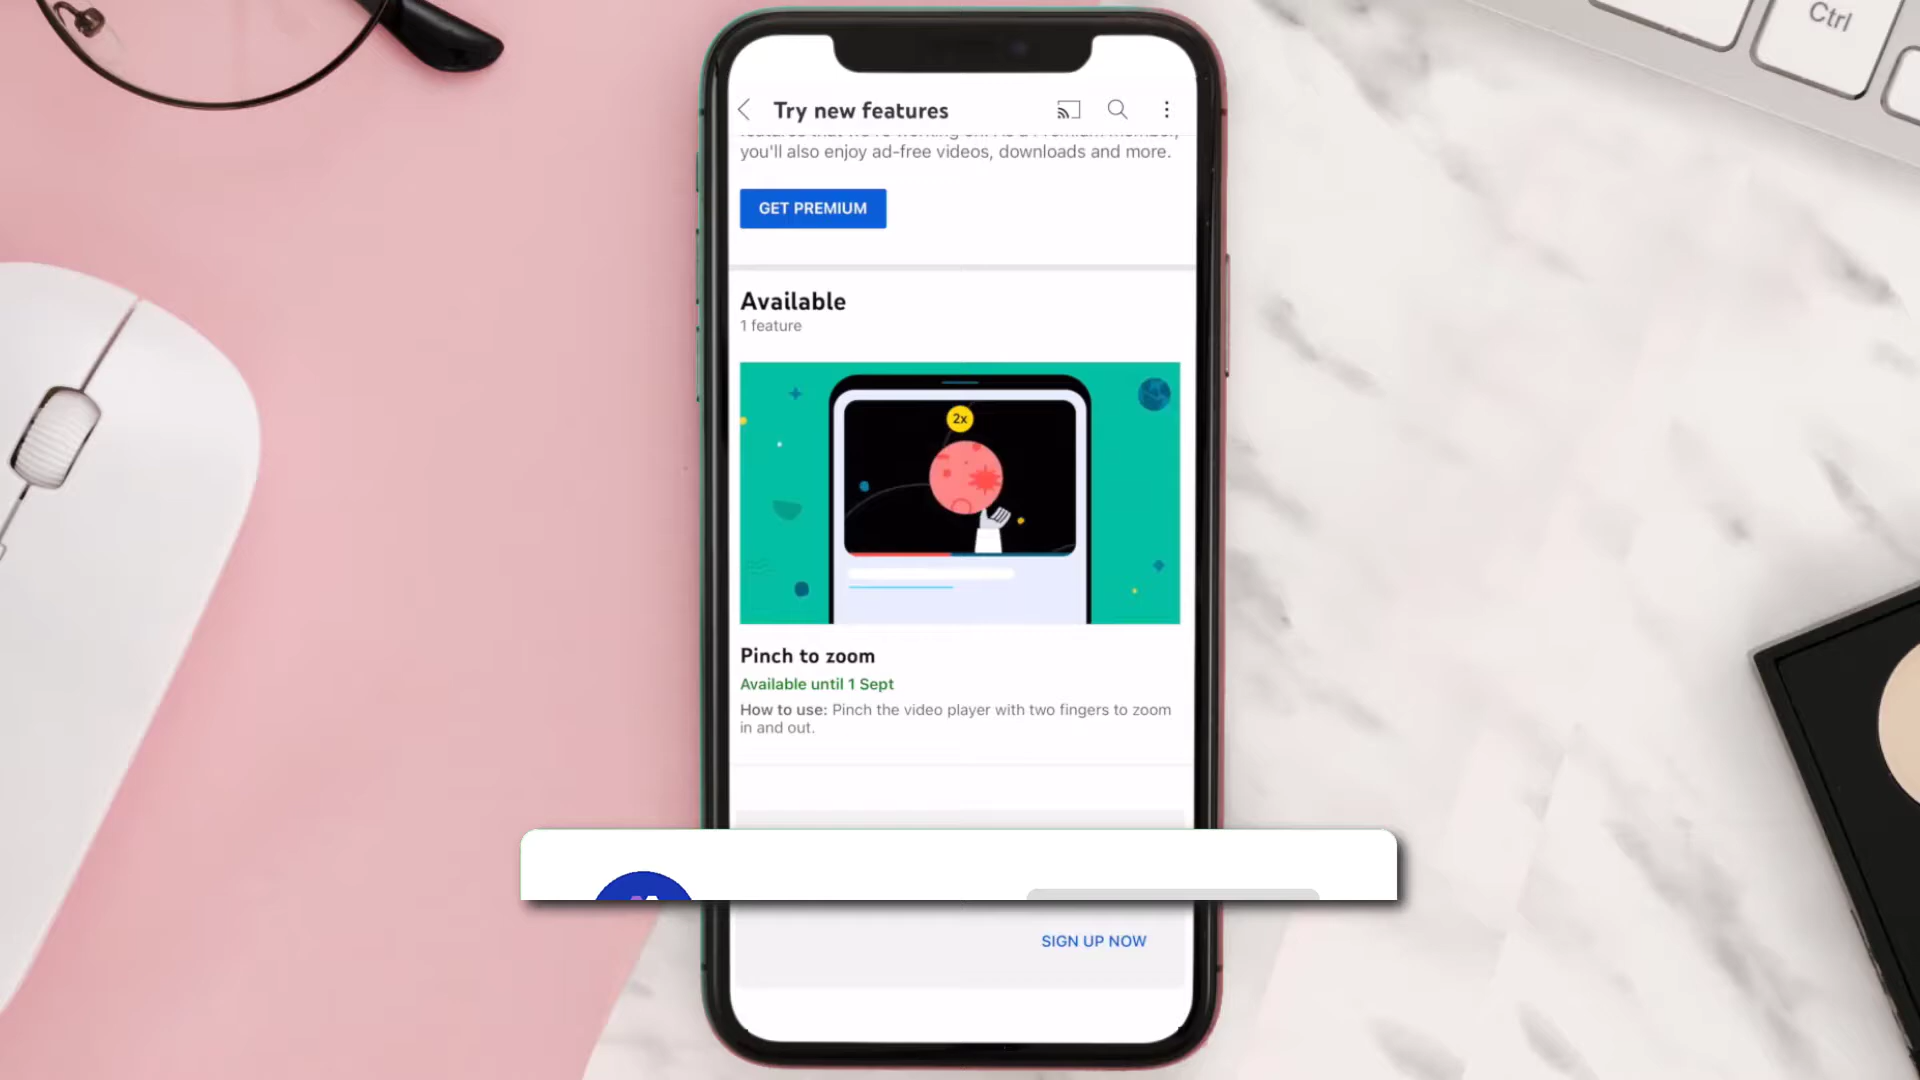 Ctrl
Try new features
you'll also enjoy ad-free videos, downloads and more.
GET PREMIUM
Available
1 feature
2x
Pinch to zoom
Available until 1 Sept
How to use: Pinch the video player with two fingers to zoom
in and out.
SIGN UP NOW